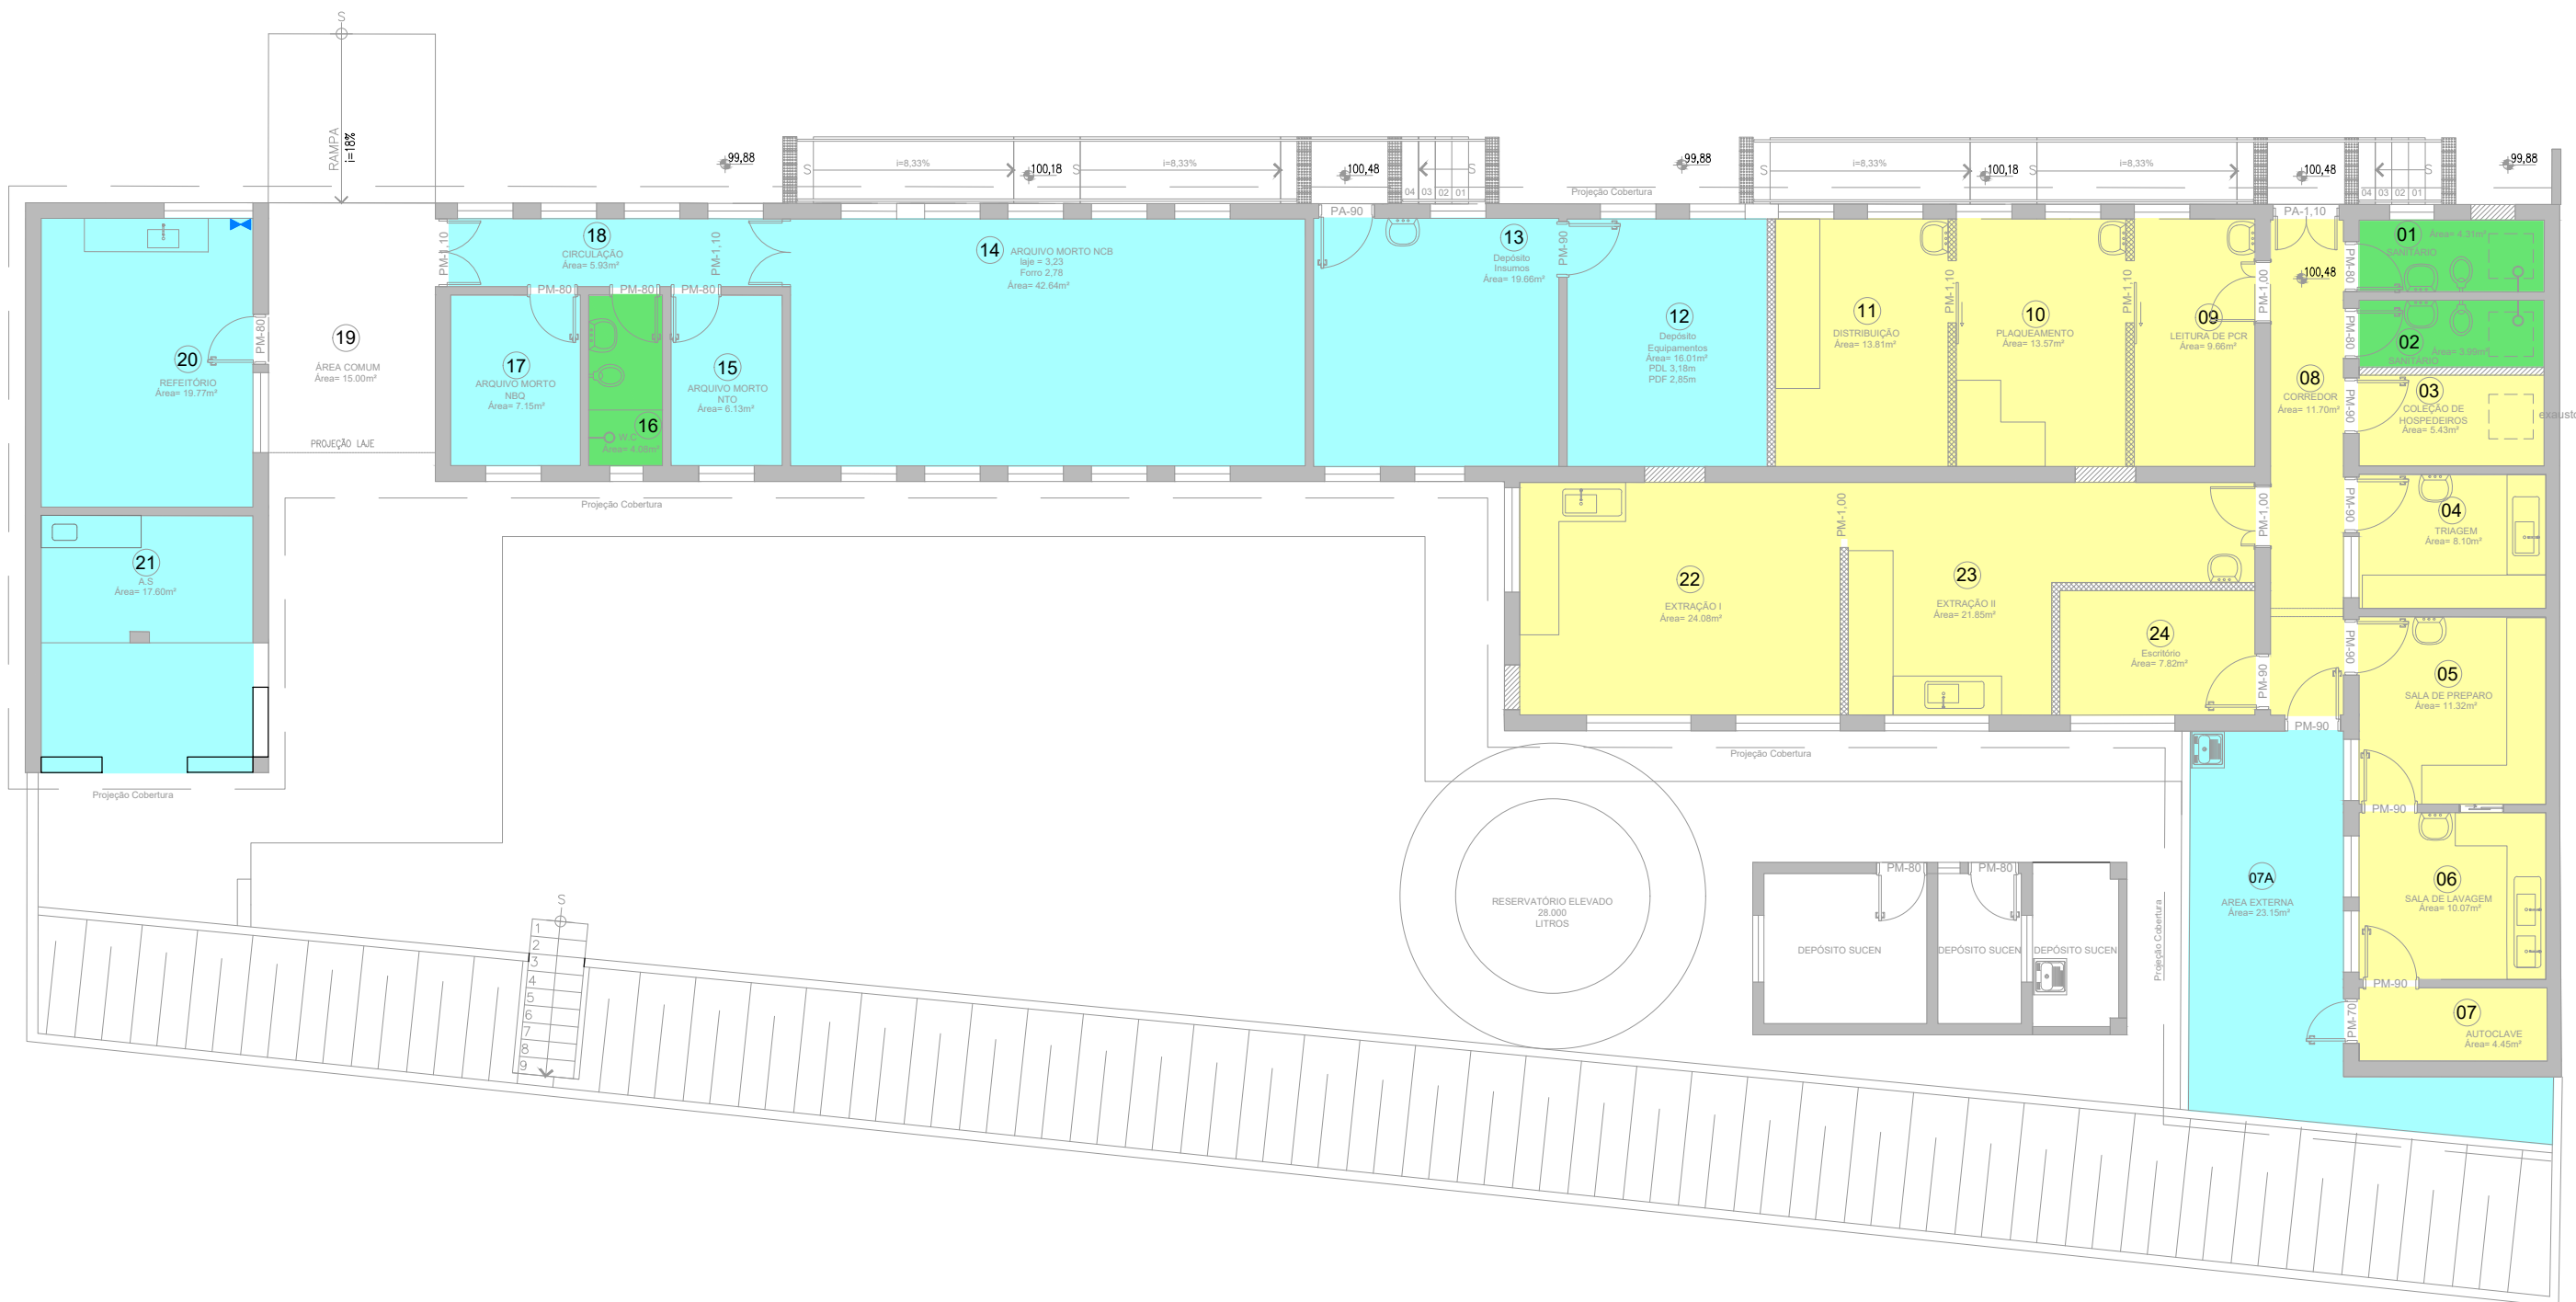 S
RAMPA
i=18%
99,88
S
i=8,33%
100,18
S
i=8,33%
100,48
04 03 02 01
S
99,88
Projeção Cobertura
S
i=8,33%
100,18
S
i=8,33%
100,48
04 03 02 01
S
99,88
PM-1,10
18
CIRCULAÇÃO
Área= 5.93m²
PM-1,10
14
ARQUIVO MORTO NCB
laje = 3,23
Forro 2,78
Área= 42.64m²
PA-90
13
Depósito
Insumos
Área= 19.66m²
PM-90
12
Depósito
Equipamentos
Área= 16.01m²
PDL 3,18m
PDF 2,85m
11
DISTRIBUIÇÃO
Área= 13.81m²
PM-1,10
10
PLAQUEAMENTO
Área= 13.57m²
PM-1,10
09
LEITURA DE PCR
Área= 9.66m²
PM-1,00
PA-1,10
100,48
PM-80
01
Área= 4.31m²
SANITÁRIO
PM-80
02
Área= 3.99m²
SANITÁRIO
08
CORREDOR
Área= 11.70m²
PM-90
03
COLEÇÃO DE
HOSPEDEIROS
Área= 5.43m²
exausto
20
REFEITÓRIO
Área= 19.77m²
PM-80
19
ÁREA COMUM
Área= 15.00m²
PROJEÇÃO LAJE
PM-80
PM-80
PM-80
17
ARQUIVO MORTO
NBQ
Área= 7.15m²
16
W.C
Área= 4.08m²
15
ARQUIVO MORTO
NTO
Área= 6.13m²
Projeção Cobertura
21
A.S
Área= 17.60m²
Projeção Cobertura
22
EXTRAÇÃO I
Área= 24.08m²
PM-1,00
23
EXTRAÇÃO II
Área= 21.85m²
PM-1,00
24
Escritório
Área= 7.82m²
PM-90
PM-90
04
TRIAGEM
Área= 8.10m²
PM-90
05
SALA DE PREPARO
Área= 11.32m²
PM-90
Projeção Cobertura
PM-90
06
SALA DE LAVAGEM
Área= 10.07m²
PM-90
07A
AREA EXTERNA
Área= 23.15m²
PM-70
07
AUTOCLAVE
Área= 4.45m²
Projeção Cobertura
RESERVATÓRIO ELEVADO
28.000
LITROS
PM-80
PM-80
DEPÓSITO SUCEN
DEPÓSITO SUCEN
DEPÓSITO SUCEN
S
1
2
3
4
5
6
7
8
9